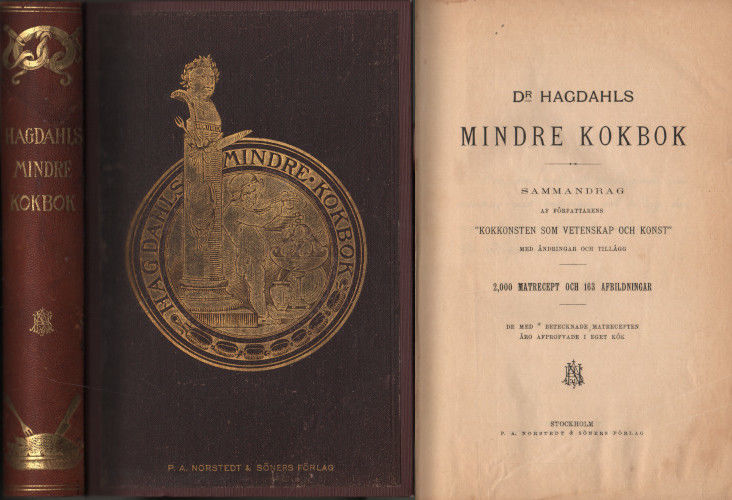 HAGDAHLS
MINDRE
KOKBOK
HAGDAHLS MINDRE • KOKBOK •
P. A. NORSTEDT & SÖNERS FÖRLAG
DR HAGDAHLS
MINDRE KOKBOK
SAMMANDRAG
AF FÖRFATTARENS
"KOKKONSTEN SOM VETENSKAP OCH KONST"
MED ÄNDRINGAR OCH TILLÄGG
2,000 MATRECEPT OCH 163 AFBILDNINGAR
DE MED * BETECKNADE MATRECEPTEN
ÄRO AFPROFVADE I EGET KÖK
STOCKHOLM
P. A. NORSTEDT & SÖNERS FÖRLAG